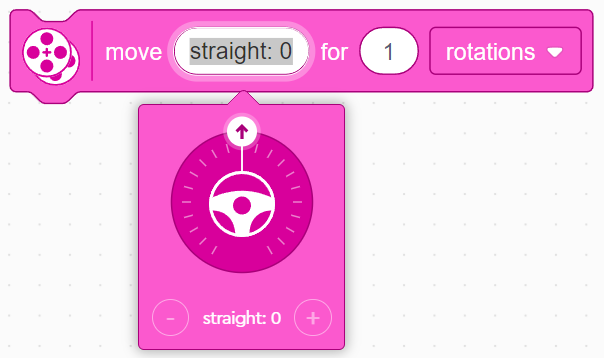 move straight: 0 for 1 rotations
- straight: 0 +